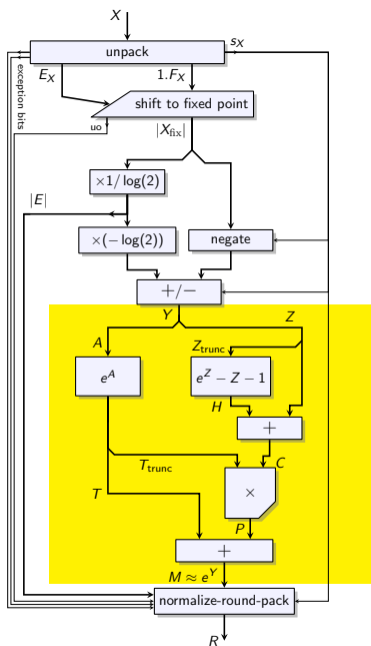 X
unpack
s_X
E_X
1.F_X
exception bits
shift to fixed point
uo
|X_fix|
×1/ log(2)
|E|
×(− log(2))
negate
+/−
Y
Z
A
Z_trunc
e^A
e^Z − Z − 1
H
+
T_trunc
C
T
×
P
+
M ≈ e^Y
normalize-round-pack
R